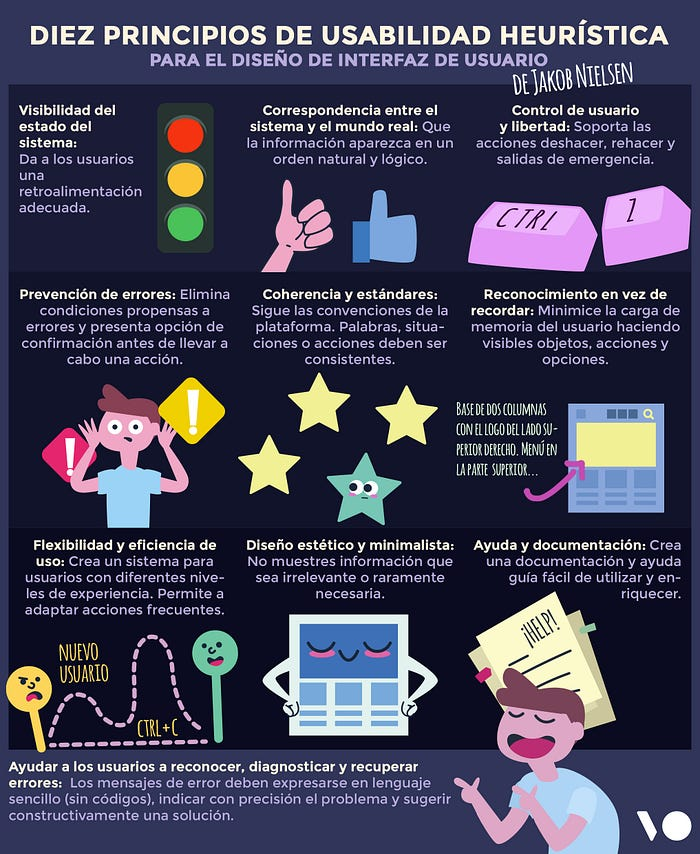 DIEZ PRINCIPIOS DE USABILIDAD HEURÍSTICA
PARA EL DISEÑO DE INTERFAZ DE USUARIO
DE JAKOB NIELSEN
Visibilidad del
estado del
sistema:
Da a los usuarios
una
retroalimentación
adecuada.
Correspondencia entre el
sistema y el mundo real: Que
la información aparezca en un
orden natural y lógico.
Control de usuario
y libertad: Soporta las
acciones deshacer, rehacer y
salidas de emergencia.
CTRL
Z
Prevención de errores: Elimina
condiciones propensas a
errores y presenta opción de
confirmación antes de llevar a
cabo una acción.
!
!
Coherencia y estándares:
Sigue las convenciones de la
plataforma. Palabras, situa-
ciones o acciones deben ser
consistentes.
Reconocimiento en vez de
recordar: Minimice la carga de
memoria del usuario haciendo
visibles objetos, acciones y
opciones.
BASE DE DOS COLUMNAS
CON EL LOGO DEL LADO SU-
PERIOR DERECHO. MENÚ EN
LA PARTE SUPERIOR...
Flexibilidad y eficiencia de
uso: Crea un sistema para
usuarios con diferentes nive-
les de experiencia. Permite a
adaptar acciones frecuentes.
NUEVO
USUARIO
CTRL+C
Diseño estético y minimalista:
No muestres información que
sea irrelevante o raramente
necesaria.
Ayuda y documentación: Crea
una documentación y ayuda
guía fácil de utilizar y en-
riquecer.
¡HELP!
Ayudar a los usuarios a reconocer, diagnosticar y recuperar
errores: Los mensajes de error deben expresarse en lenguaje
sencillo (sin códigos), indicar con precisión el problema y sugerir
constructivamente una solución.